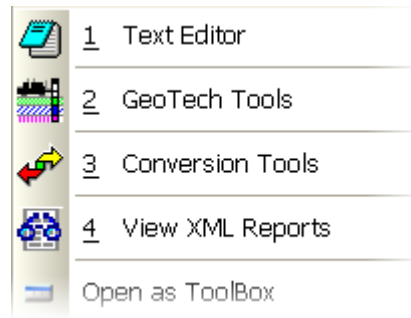 1 Text Editor
2 GeoTech Tools
3 Conversion Tools
4 View XML Reports
Open as ToolBox